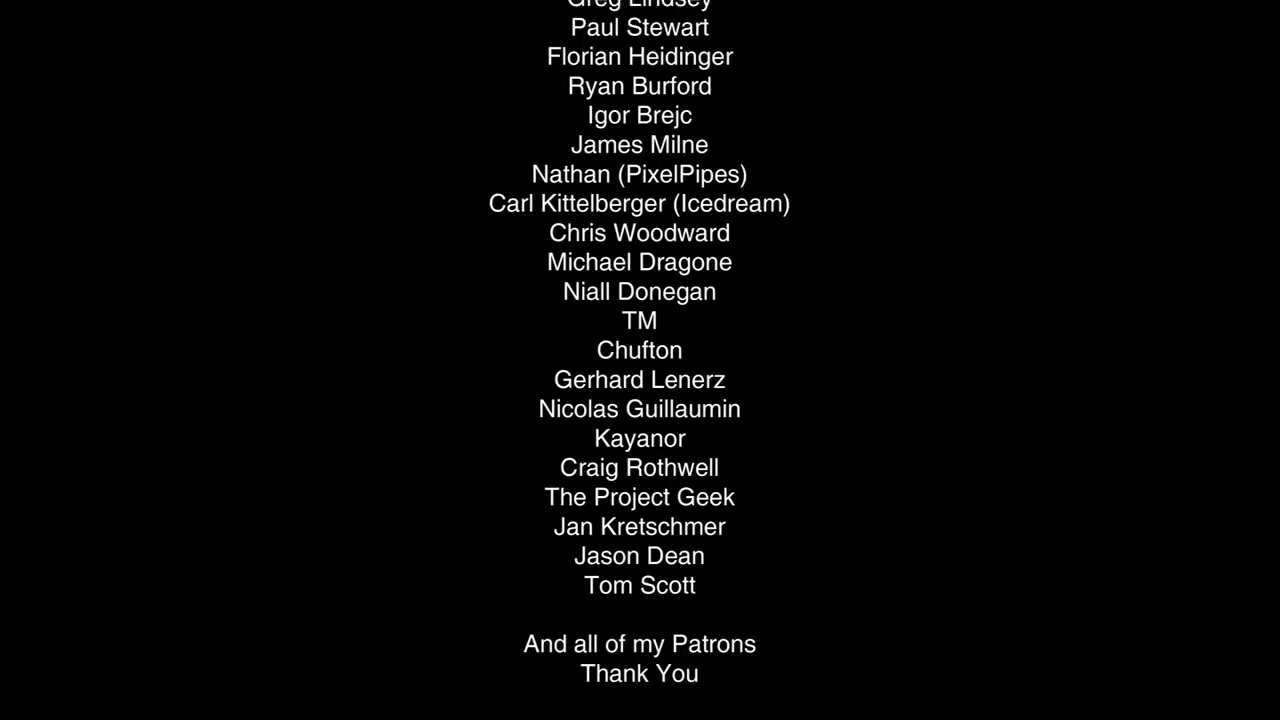 Greg Lindsey
Paul Stewart
Florian Heidinger
Ryan Burford
Igor Brejc
James Milne
Nathan (PixelPipes)
Carl Kittelberger (Icedream)
Chris Woodward
Michael Dragone
Niall Donegan
TM
Chufton
Gerhard Lenerz
Nicolas Guillaumin
Kayanor
Craig Rothwell
The Project Geek
Jan Kretschmer
Jason Dean
Tom Scott
And all of my Patrons
Thank You